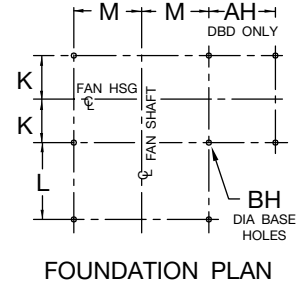 M M AH
DBD ONLY
K
FAN HSG
℄
K
FAN SHAFT
℄
L
BH
DIA BASE
HOLES
FOUNDATION PLAN